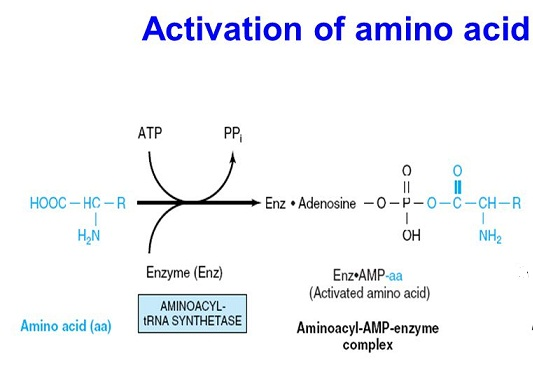 Activation of amino acid
ATP PPi
O O
HOOC — HC — R Enz • Adenosine — O — P — O — C — CH — R
H₂N OH NH₂
Enzyme (Enz) Enz•AMP-aa
(Activated amino acid)
AMINOACYL-
tRNA SYNTHETASE
Amino acid (aa) Aminoacyl-AMP-enzyme
complex